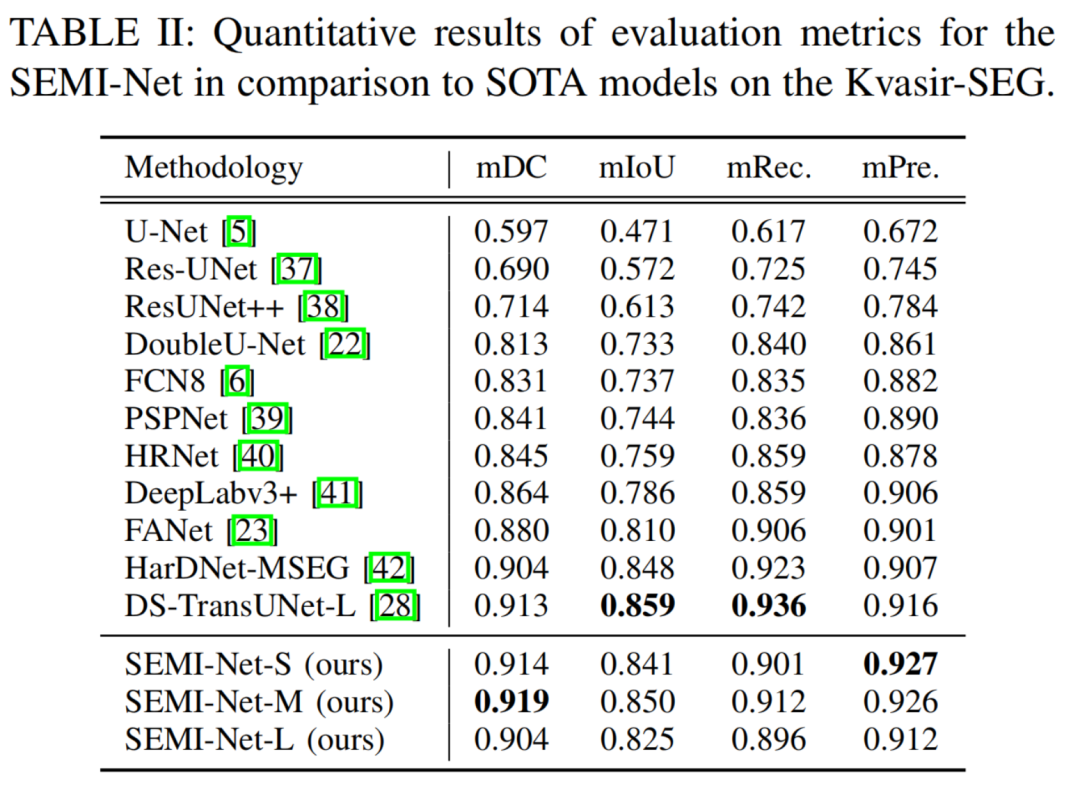 TABLE II: Quantitative results of evaluation metrics for the
SEMI-Net in comparison to SOTA models on the Kvasir-SEG.
Methodology mDC mIoU mRec. mPre.
U-Net [5] 0.597 0.471 0.617 0.672
Res-UNet [37] 0.690 0.572 0.725 0.745
ResUNet++ [38] 0.714 0.613 0.742 0.784
DoubleU-Net [22] 0.813 0.733 0.840 0.861
FCN8 [6] 0.831 0.737 0.835 0.882
PSPNet [39] 0.841 0.744 0.836 0.890
HRNet [40] 0.845 0.759 0.859 0.878
DeepLabv3+ [41] 0.864 0.786 0.859 0.906
FANet [23] 0.880 0.810 0.906 0.901
HarDNet-MSEG [42] 0.904 0.848 0.923 0.907
DS-TransUNet-L [28] 0.913 0.859 0.936 0.916
SEMI-Net-S (ours) 0.914 0.841 0.901 0.927
SEMI-Net-M (ours) 0.919 0.850 0.912 0.926
SEMI-Net-L (ours) 0.904 0.825 0.896 0.912